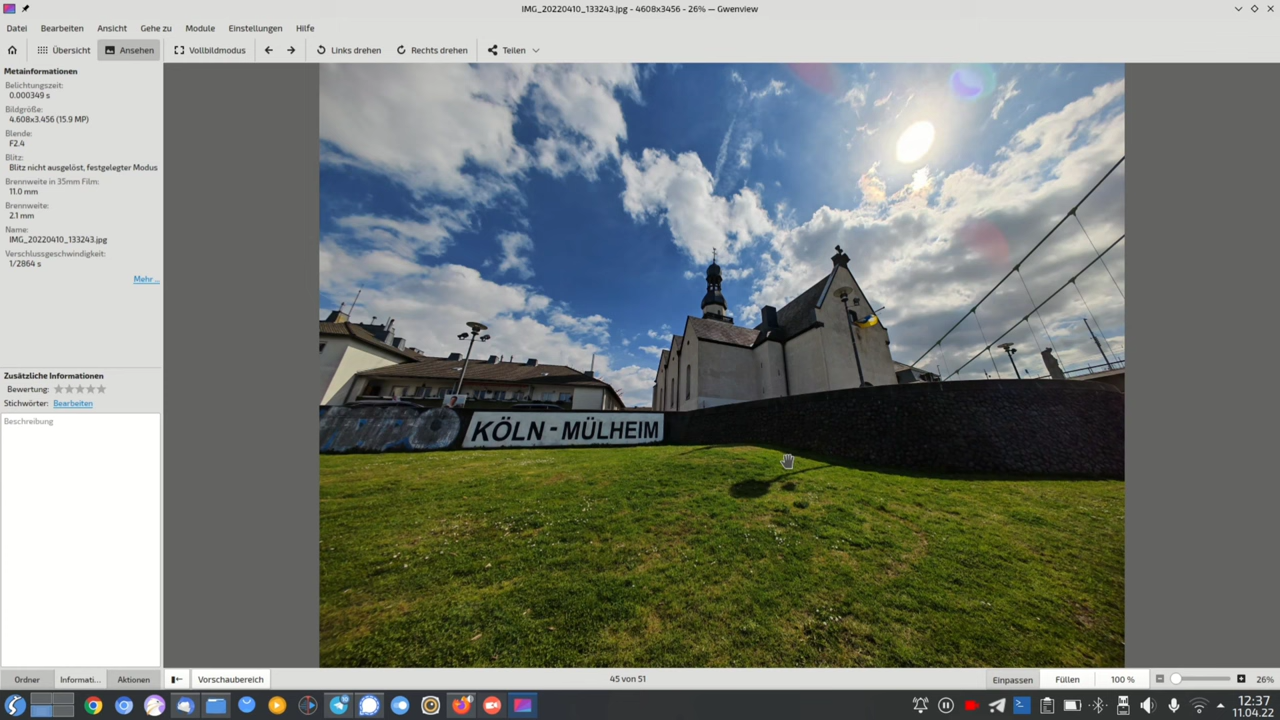 IMG_20220410_133243.jpg - 4608x3456 - 26% — Gwenview
Datei Bearbeiten Ansicht Gehe zu Module Einstellungen Hilfe
Übersicht Ansehen Vollbildmodus Links drehen Rechts drehen Teilen
Metainformationen
Belichtungszeit:
0.000349 s
Bildgröße:
4.608x3.456 (15.9 MP)
Blende:
F2.4
Blitz:
Blitz nicht ausgelöst, festgelegter Modus
Brennweite in 35mm Film:
11.0 mm
Brennweite:
2.1 mm
Name:
IMG_20220410_133243.jpg
Verschlussgeschwindigkeit:
1/2864 s
Mehr ...
KÖLN - MÜLHEIM
Zusätzliche Informationen
Bewertung:
Stichwörter: Bearbeiten
Beschreibung
Ordner Informati... Aktionen Vorschaubereich 45 von 51 Einpassen Füllen 100 % 26%
12:37
11.04.22